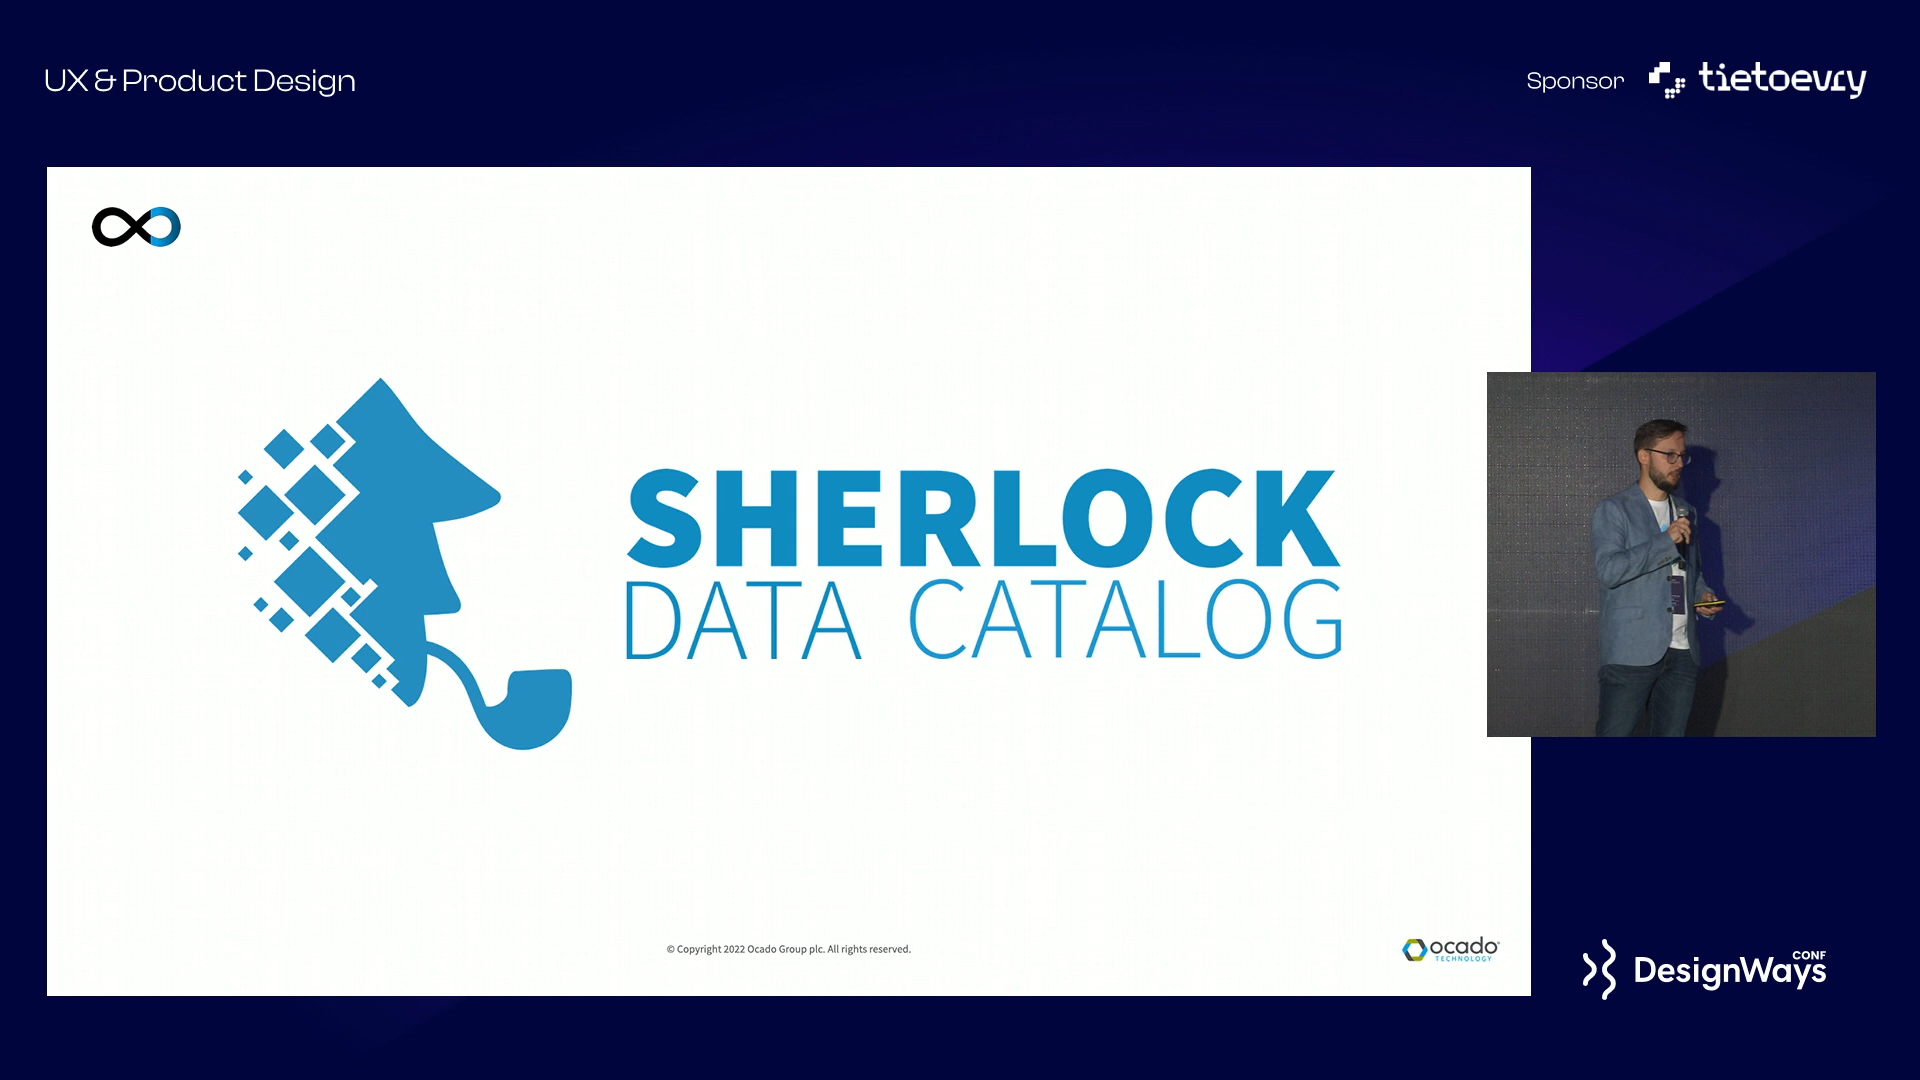 UX & Product Design
Sponsor tietoevry
SHERLOCK
DATA CATALOG
© Copyright 2022 Ocado Group plc. All rights reserved.
ocado
TECHNOLOGY
DesignWays
CONF